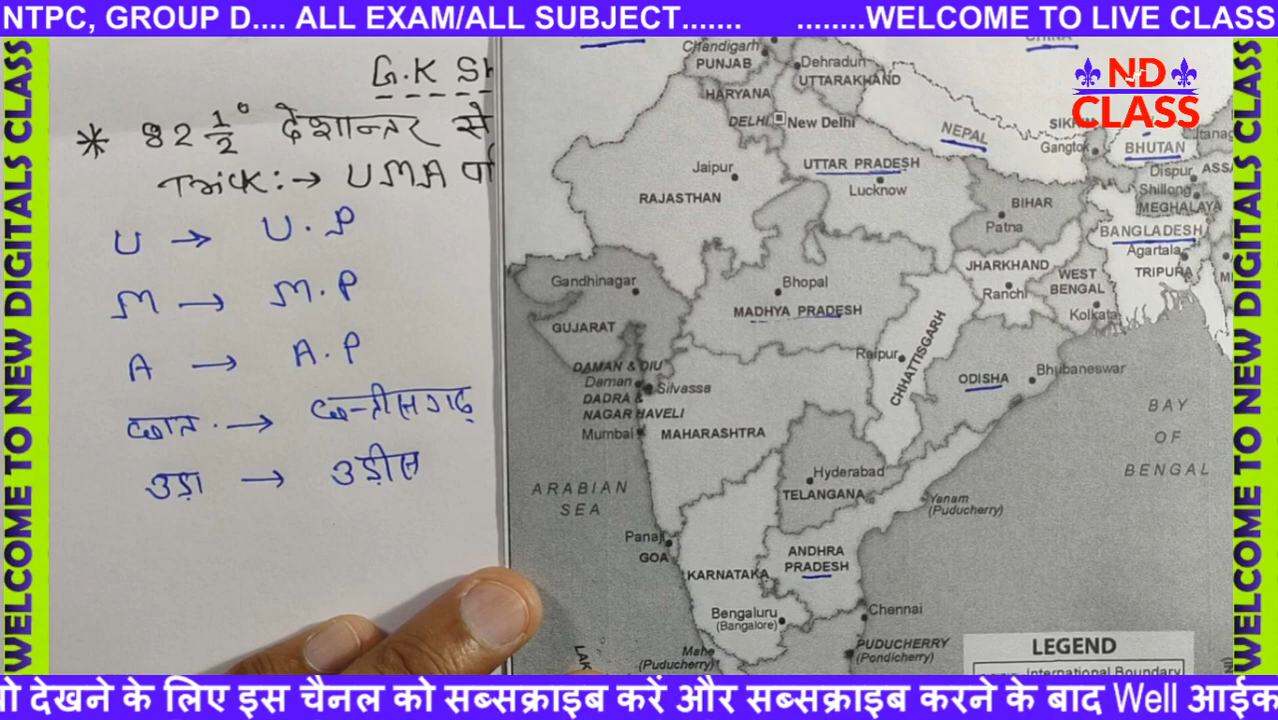 NTPC, GROUP D.... ALL EXAM/ALL SUBJECT....... ........WELCOME TO LIVE CLASS
WELCOME TO NEW DIGITALS CLASS
G.K
* 82 1/2° देशान्तर से
Trick:→ UMA
U → U.P
M → M.P
A → A.P
छात → छत्तीसगढ़
उड़ा → उड़ीस
CHINA
Chandigarh
PUNJAB
Dehradun
UTTARAKHAND
HARYANA
DELHI
New Delhi
NEPAL
Gangtok
BHUTAN
Jaipur
RAJASTHAN
UTTAR PRADESH
Lucknow
BIHAR
Patna
Dispur
Shillong
MEGHALAYA
BANGLADESH
Agartala
TRIPURA
Gandhinagar
GUJARAT
Bhopal
MADHYA PRADESH
JHARKHAND
Ranchi
WEST
BENGAL
Kolkata
DAMAN & DIU
Daman
Silvassa
DADRA &
NAGAR HAVELI
Mumbai
MAHARASHTRA
Raipur
CHHATTISGARH
ODISHA
Bhubaneswar
BAY
OF
BENGAL
ARABIAN
SEA
Hyderabad
TELANGANA
Yanam
(Puducherry)
Panaji
GOA
KARNATAKA
ANDHRA
PRADESH
Bengaluru
(Bangalore)
Chennai
Mahe
(Puducherry)
PUDUCHERRY
(Pondicherry)
LEGEND
International Boundary
ND
CLASS
WELCOME TO NEW DIGITALS CLASS
देखने के लिए इस चैनल को सब्सक्राइब करें और सब्सक्राइब करने के बाद Well